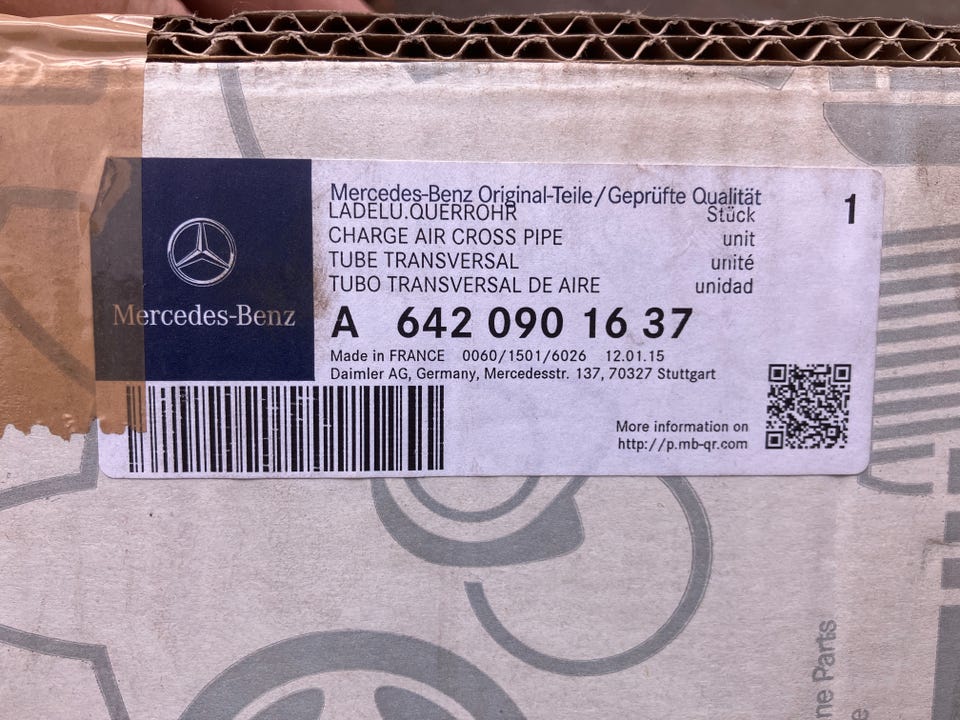 Mercedes-Benz
Mercedes-Benz Original-Teile/Geprüfte Qualität
1
LADELU.QUERROHR Stück
CHARGE AIR CROSS PIPE unit
TUBE TRANSVERSAL unité
TUBO TRANSVERSAL DE AIRE unidad
A 642 090 16 37
Made in FRANCE 0060/1501/6026 12.01.15
Daimler AG, Germany, Mercedesstr. 137, 70327 Stuttgart
More information on
http://p.mb-qr.com
ne Parts